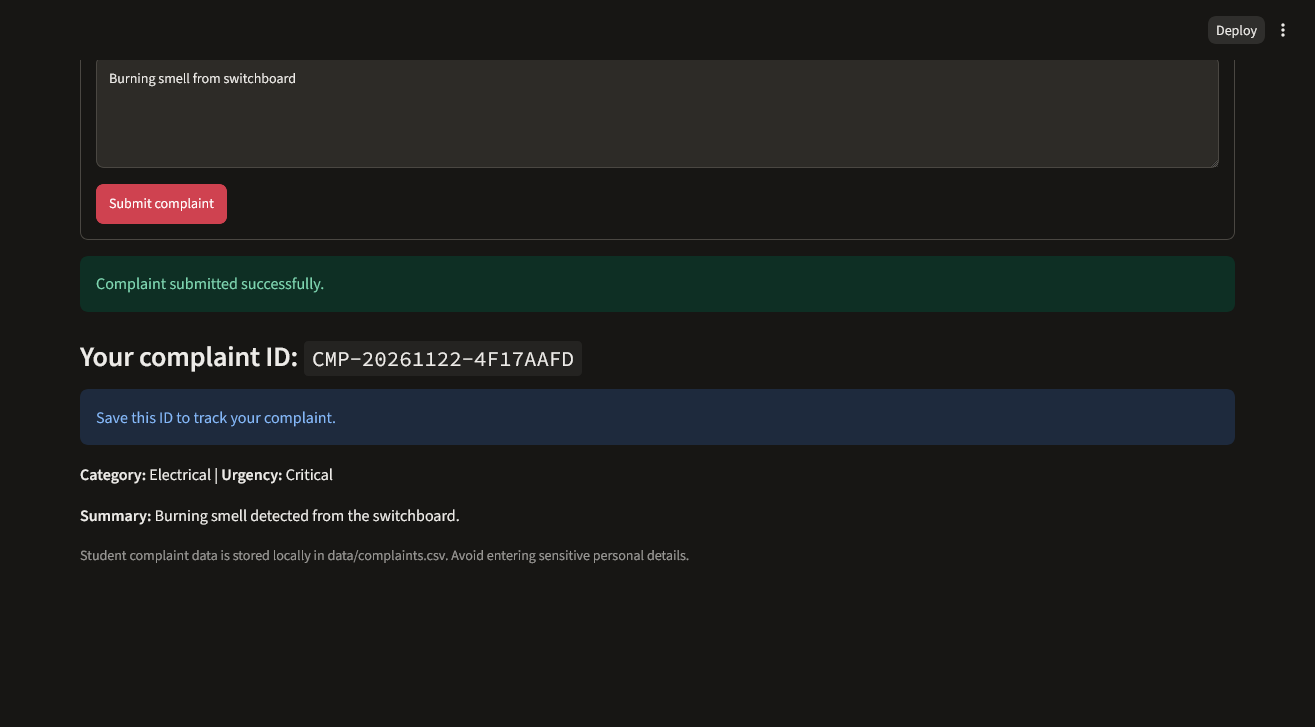 Deploy
Burning smell from switchboard
Submit complaint
Complaint submitted successfully.
Your complaint ID: CMP-20261122-4F17AAFD
Save this ID to track your complaint.
Category: Electrical | Urgency: Critical
Summary: Burning smell detected from the switchboard.
Student complaint data is stored locally in data/complaints.csv. Avoid entering sensitive personal details.